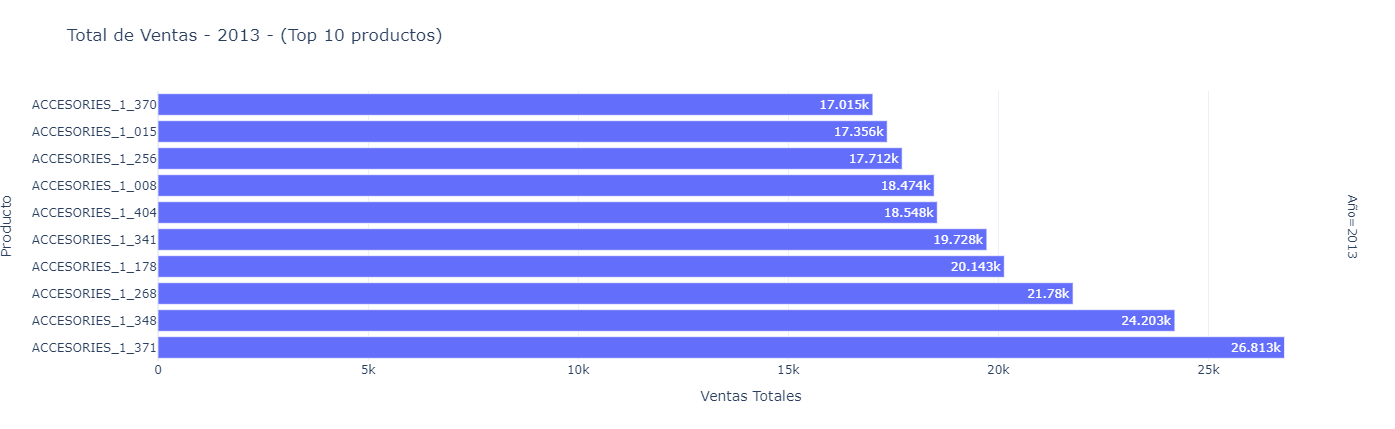 Total de Ventas - 2013 - (Top 10 productos)
Producto
ACCESORIES_1_370 17.015k
ACCESORIES_1_015 17.356k
ACCESORIES_1_256 17.712k
ACCESORIES_1_008 18.474k
ACCESORIES_1_404 18.548k
ACCESORIES_1_341 19.728k
ACCESORIES_1_178 20.143k
ACCESORIES_1_268 21.78k
ACCESORIES_1_348 24.203k
ACCESORIES_1_371 26.813k
0 5k 10k 15k 20k 25k
Ventas Totales
Año=2013